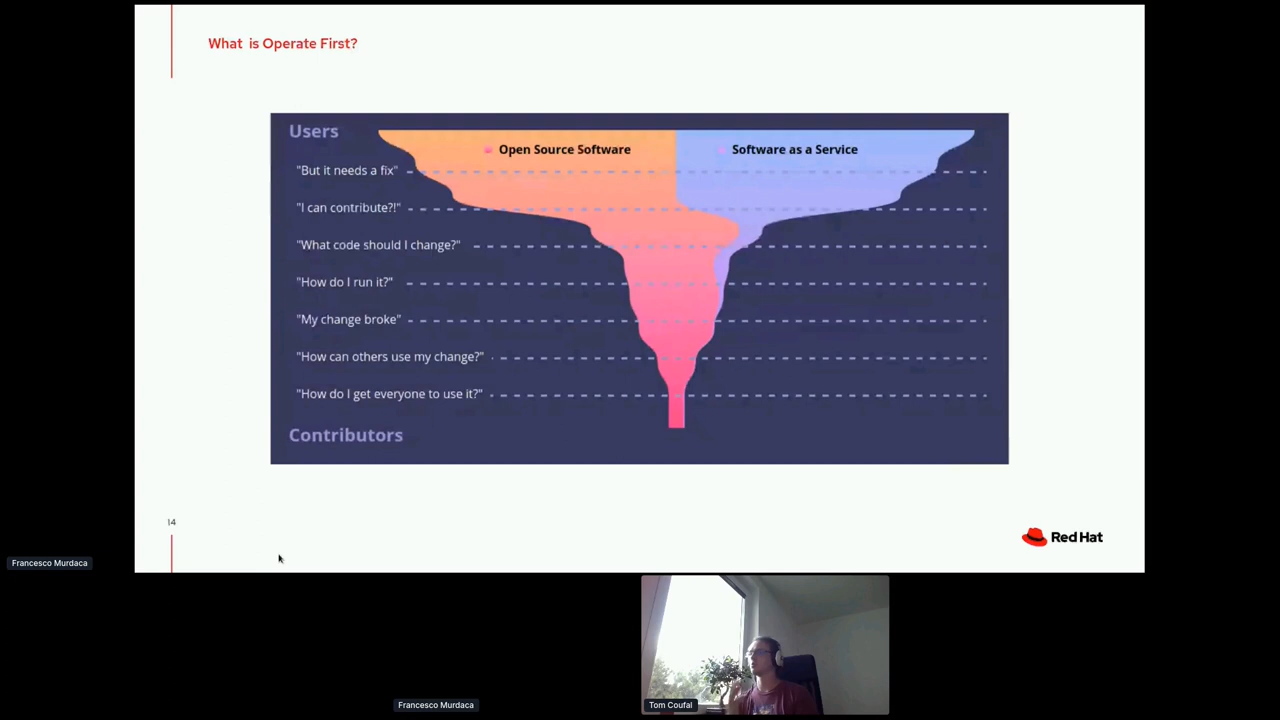 What is Operate First?
Users
Open Source Software
Software as a Service
"But it needs a fix"
"I can contribute?!"
"What code should I change?"
"How do I run it?"
"My change broke"
"How can others use my change?"
"How do I get everyone to use it?"
Contributors
14
Red Hat
Francesco Murdaca
Francesco Murdaca
Tom Coufal